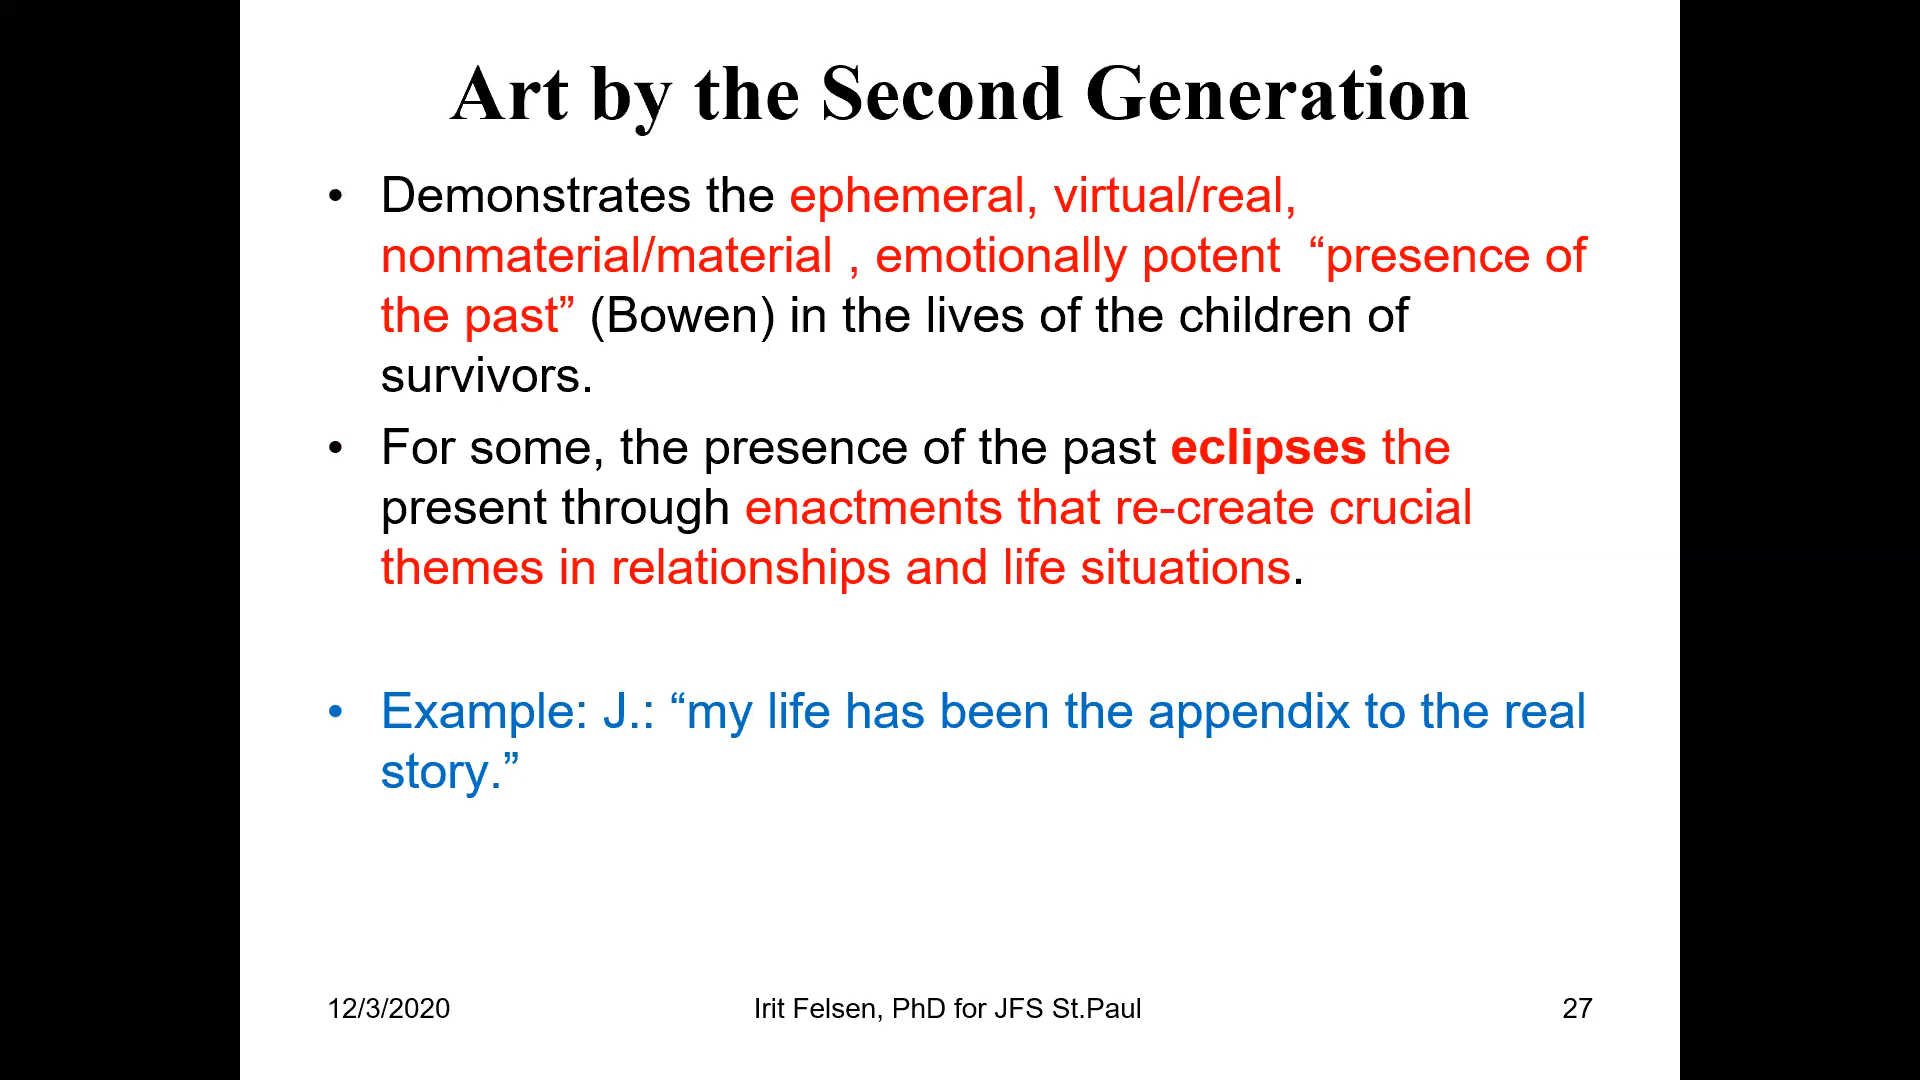 Art by the Second Generation
• Demonstrates the ephemeral, virtual/real,
nonmaterial/material , emotionally potent “presence of
the past” (Bowen) in the lives of the children of
survivors.
• For some, the presence of the past eclipses the
present through enactments that re-create crucial
themes in relationships and life situations.
• Example: J.: “my life has been the appendix to the real
story.”
12/3/2020 Irit Felsen, PhD for JFS St.Paul 27